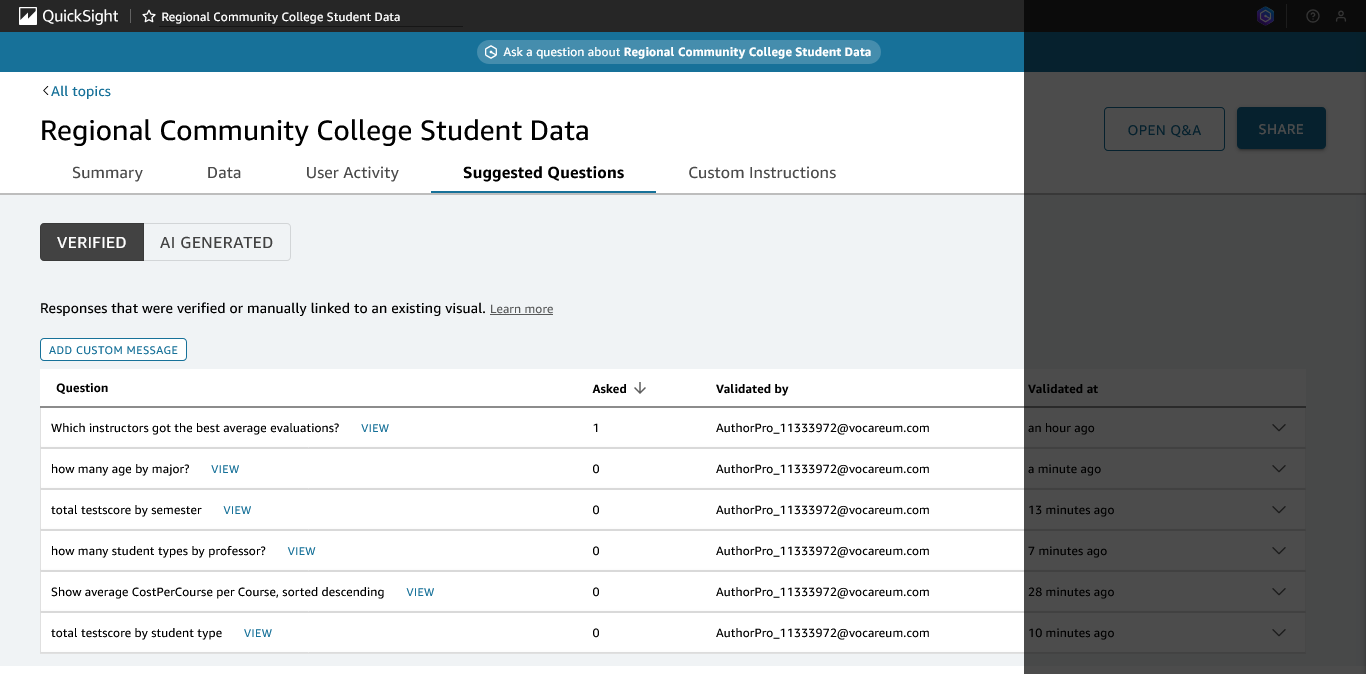 QuickSight Regional Community College Student Data
Ask a question about Regional Community College Student Data
All topics
Regional Community College Student Data
OPEN Q&A SHARE
Summary Data User Activity Suggested Questions Custom Instructions
VERIFIED AI GENERATED
Responses that were verified or manually linked to an existing visual. Learn more
ADD CUSTOM MESSAGE
Question Asked Validated by Validated at
Which instructors got the best average evaluations? VIEW 1 AuthorPro_11333972@vocareum.com an hour ago
how many age by major? VIEW 0 AuthorPro_11333972@vocareum.com a minute ago
total testscore by semester VIEW 0 AuthorPro_11333972@vocareum.com 13 minutes ago
how many student types by professor? VIEW 0 AuthorPro_11333972@vocareum.com 7 minutes ago
Show average CostPerCourse per Course, sorted descending VIEW 0 AuthorPro_11333972@vocareum.com 28 minutes ago
total testscore by student type VIEW 0 AuthorPro_11333972@vocareum.com 10 minutes ago